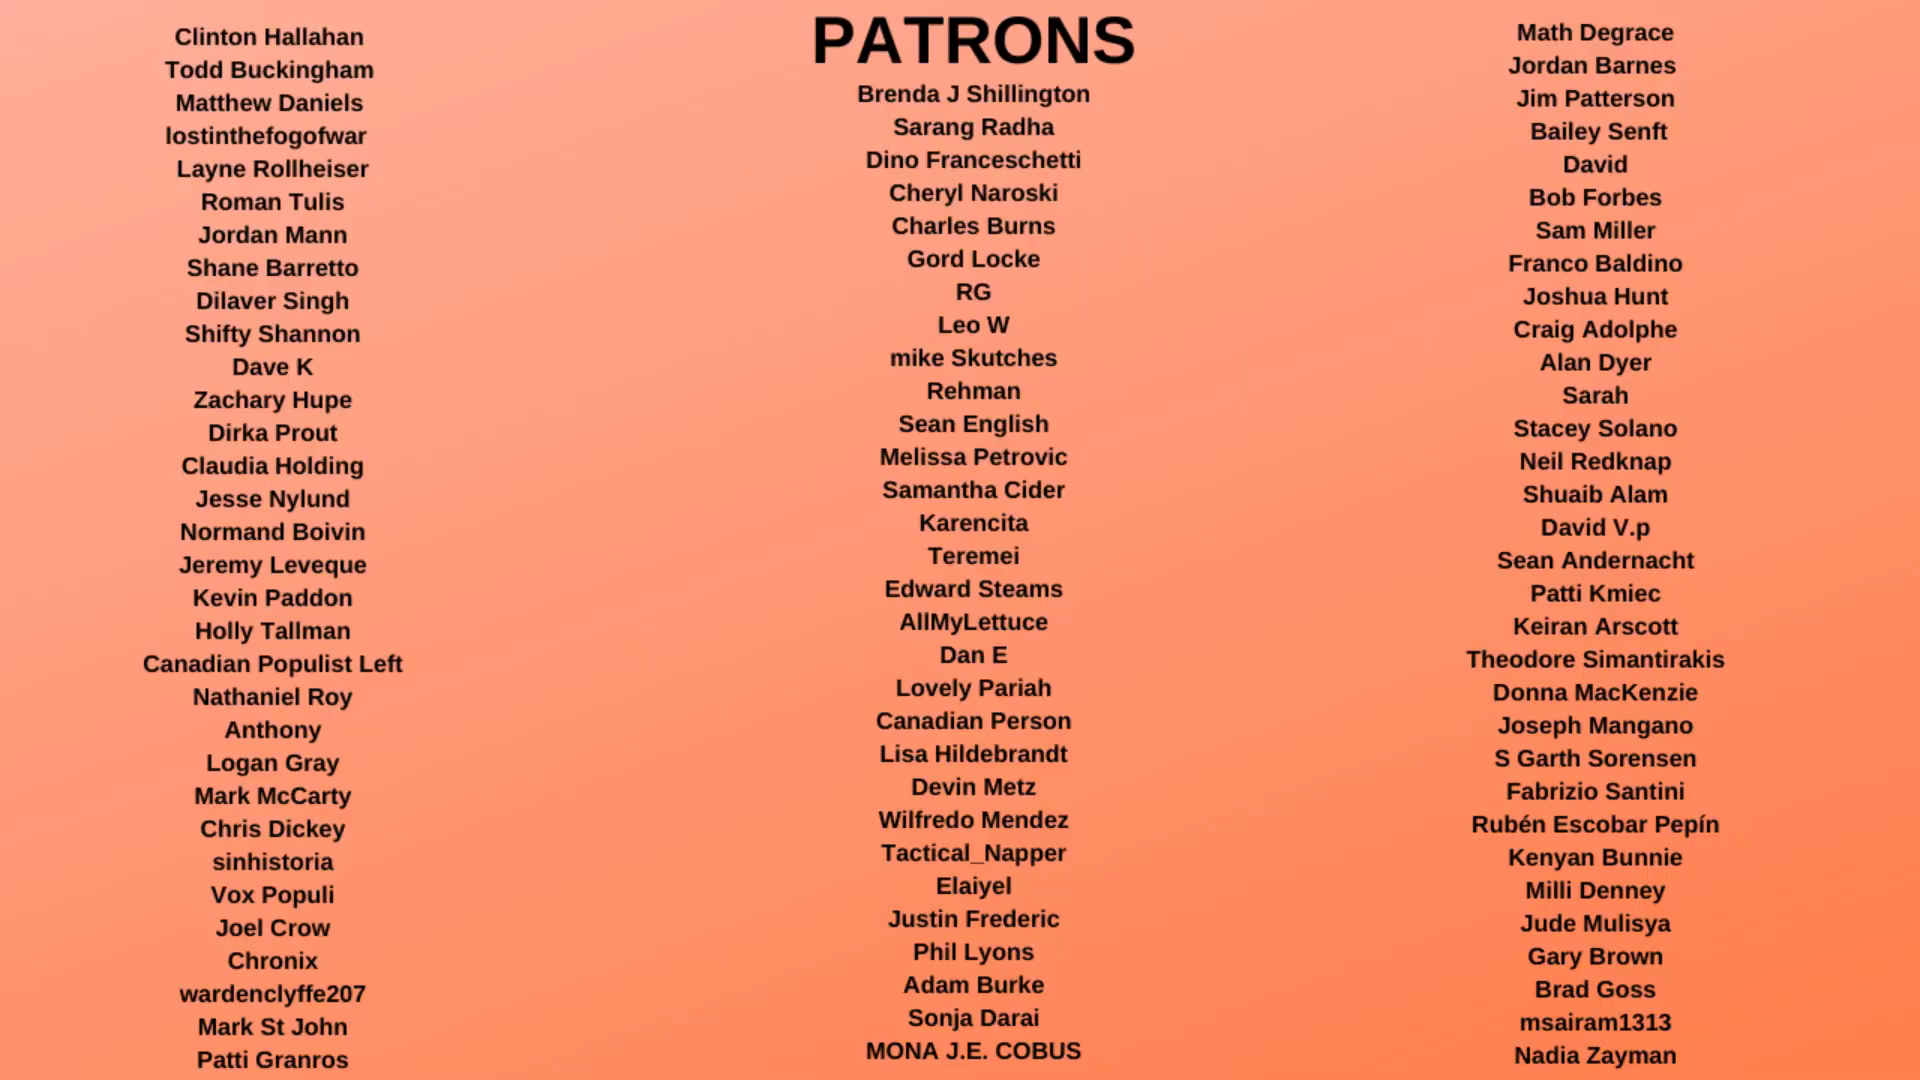 PATRONS
Clinton Hallahan
Todd Buckingham
Matthew Daniels
lostinthefogofwar
Layne Rollheiser
Roman Tulis
Jordan Mann
Shane Barretto
Dilaver Singh
Shifty Shannon
Dave K
Zachary Hupe
Dirka Prout
Claudia Holding
Jesse Nylund
Normand Boivin
Jeremy Leveque
Kevin Paddon
Holly Tallman
Canadian Populist Left
Nathaniel Roy
Anthony
Logan Gray
Mark McCarty
Chris Dickey
sinhistoria
Vox Populi
Joel Crow
Chronix
wardenclyffe207
Mark St John
Patti Granros
Brenda J Shillington
Sarang Radha
Dino Franceschetti
Cheryl Naroski
Charles Burns
Gord Locke
RG
Leo W
mike Skutches
Rehman
Sean English
Melissa Petrovic
Samantha Cider
Karencita
Teremei
Edward Steams
AllMyLettuce
Dan E
Lovely Pariah
Canadian Person
Lisa Hildebrandt
Devin Metz
Wilfredo Mendez
Tactical_Napper
Elaiyel
Justin Frederic
Phil Lyons
Adam Burke
Sonja Darai
MONA J.E. COBUS
Math Degrace
Jordan Barnes
Jim Patterson
Bailey Senft
David
Bob Forbes
Sam Miller
Franco Baldino
Joshua Hunt
Craig Adolphe
Alan Dyer
Sarah
Stacey Solano
Neil Redknap
Shuaib Alam
David V.p
Sean Andernacht
Patti Kmiec
Keiran Arscott
Theodore Simantirakis
Donna MacKenzie
Joseph Mangano
S Garth Sorensen
Fabrizio Santini
Rubén Escobar Pepín
Kenyan Bunnie
Milli Denney
Jude Mulisya
Gary Brown
Brad Goss
msairam1313
Nadia Zayman